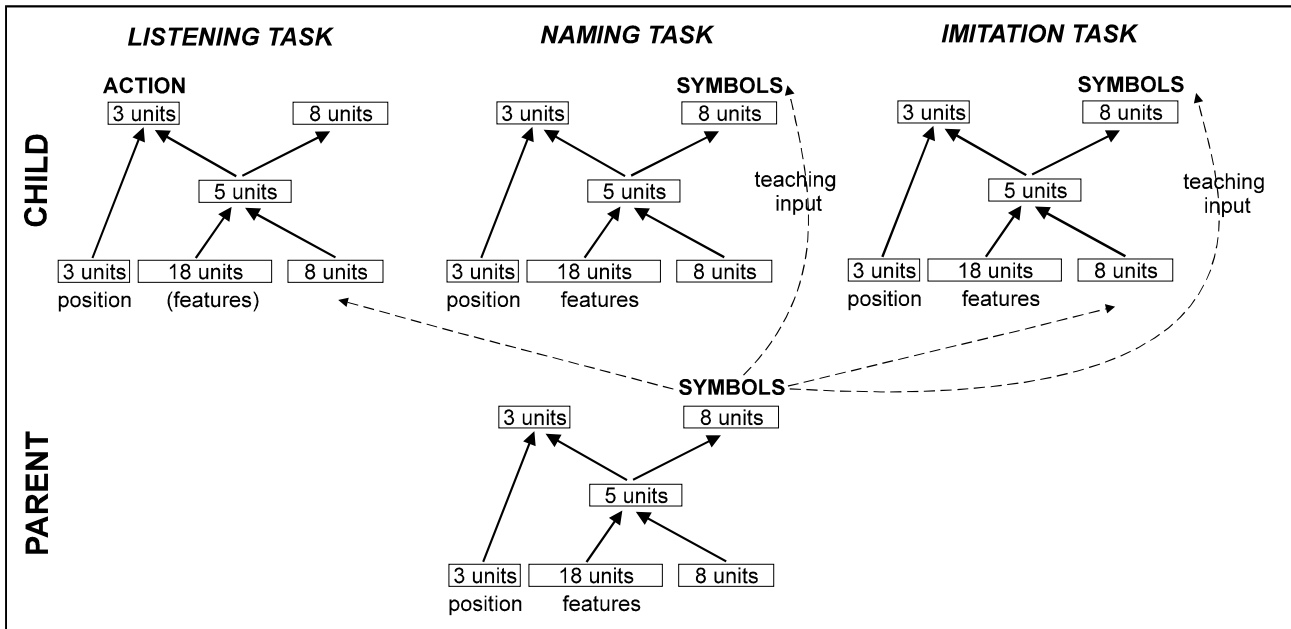 LISTENING TASK
NAMING TASK
IMITATION TASK
CHILD
ACTION
3 units
8 units
5 units
3 units
18 units
8 units
position
(features)
SYMBOLS
3 units
8 units
5 units
teaching
input
3 units
18 units
8 units
position
features
SYMBOLS
3 units
8 units
5 units
teaching
input
3 units
18 units
8 units
position
features
PARENT
SYMBOLS
3 units
8 units
5 units
3 units
18 units
8 units
position
features